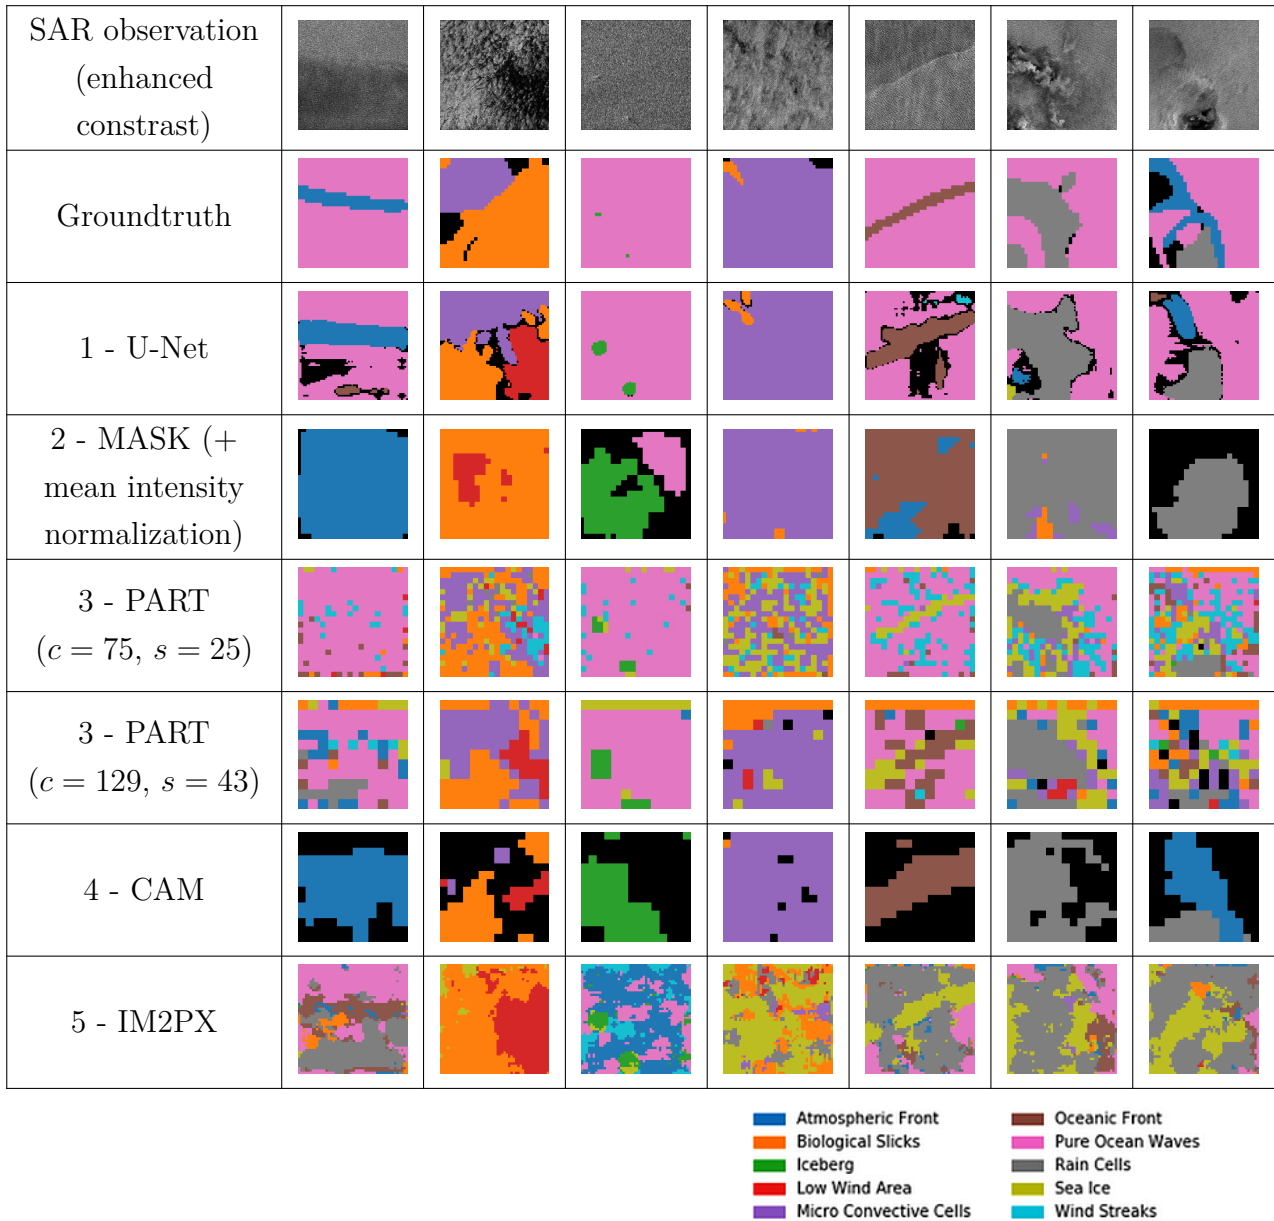 SAR observation
(enhanced
constrast)
Groundtruth
1 - U-Net
2 - MASK (+
mean intensity
normalization)
3 - PART
(c = 75, s = 25)
3 - PART
(c = 129, s = 43)
4 - CAM
5 - IM2PX
Atmospheric Front
Biological Slicks
Iceberg
Low Wind Area
Micro Convective Cells
Oceanic Front
Pure Ocean Waves
Rain Cells
Sea Ice
Wind Streaks